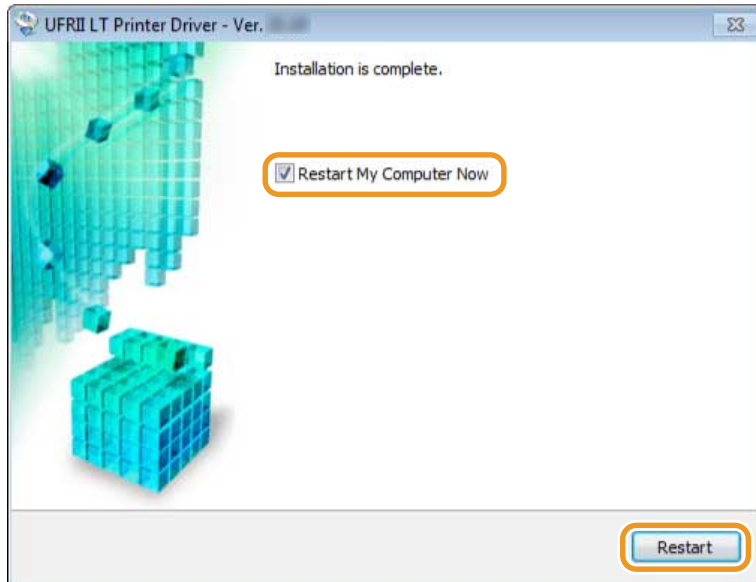 UFRII LT Printer Driver - Ver.
Installation is complete.
Restart My Computer Now
Restart